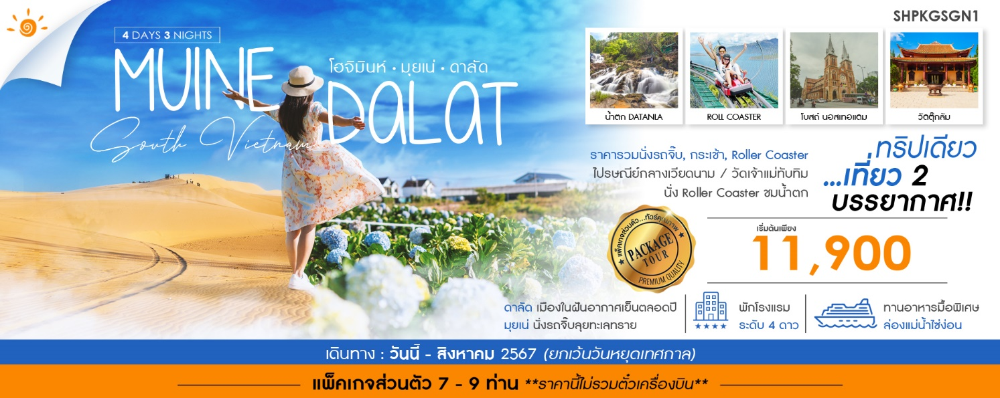 SHPKGSGN1
4 DAYS 3 NIGHTS
MUINE
โฮจิมินห์ • มุยเน่ • ดาลัด
DALAT
South Vietnam
น้ำตก DATANLA
ROLL COASTER
โบสถ์ นอสเทอแดม
วัดตุ๊กลัม
ราคารวมนั่งรถจิ๊บ, กระเช้า, Roller Coaster
ไปรษณีย์กลางเวียดนาม / วัดเจ้าแม่ทับทิม
นั่ง Roller Coaster ชมน้ำตก
ทริปเดียว
...เที่ยว 2
บรรยากาศ!!
แพ็คเกจส่วนตัว...ทัวร์คุณภาพ
PACKAGE
TOUR
PREMIUM QUALITY
เริ่มต้นเพียง
11,900
ดาลัด เมืองในฝันอากาศเย็นตลอดปี
มุยเน่ นั่งรถจิ๊บลุยทะเลทราย
พักโรงแรม
ระดับ 4 ดาว
ทานอาหารมื้อพิเศษ
ล่องแม่น้ำไซ่ง่อน
เดินทาง : วันนี้ - สิงหาคม 2567 (ยกเว้นวันหยุดเทศกาล)
แพ็คเกจส่วนตัว 7 - 9 ท่าน **ราคานี้ไม่รวมตั๋วเครื่องบิน**